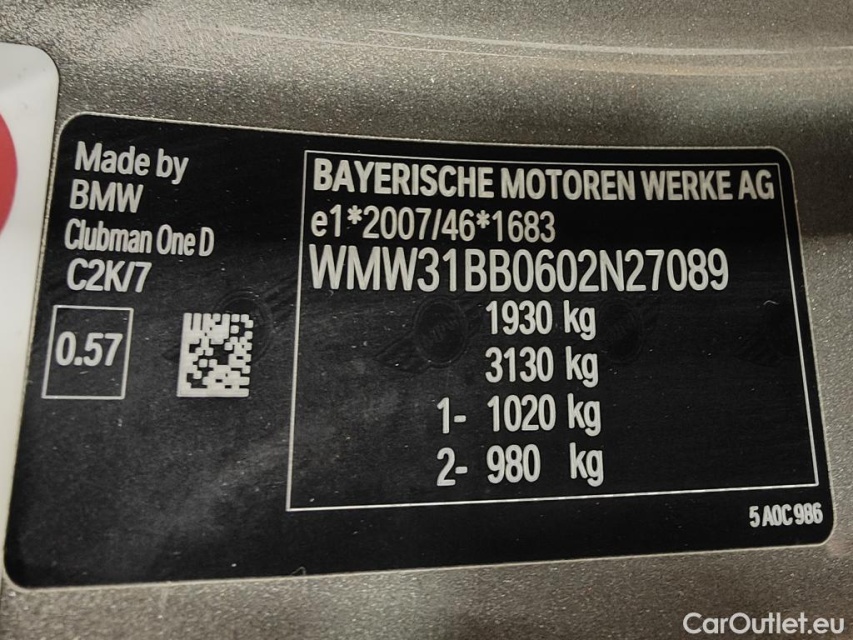 Made by
BMW
Clubman One D
C2K/7
0.57
BAYERISCHE MOTOREN WERKE AG
e1*2007/46*1683
WMW31BB0602N27089
1930 kg
3130 kg
1- 1020 kg
2- 980 kg
5 A0C 986
CarOutlet.eu